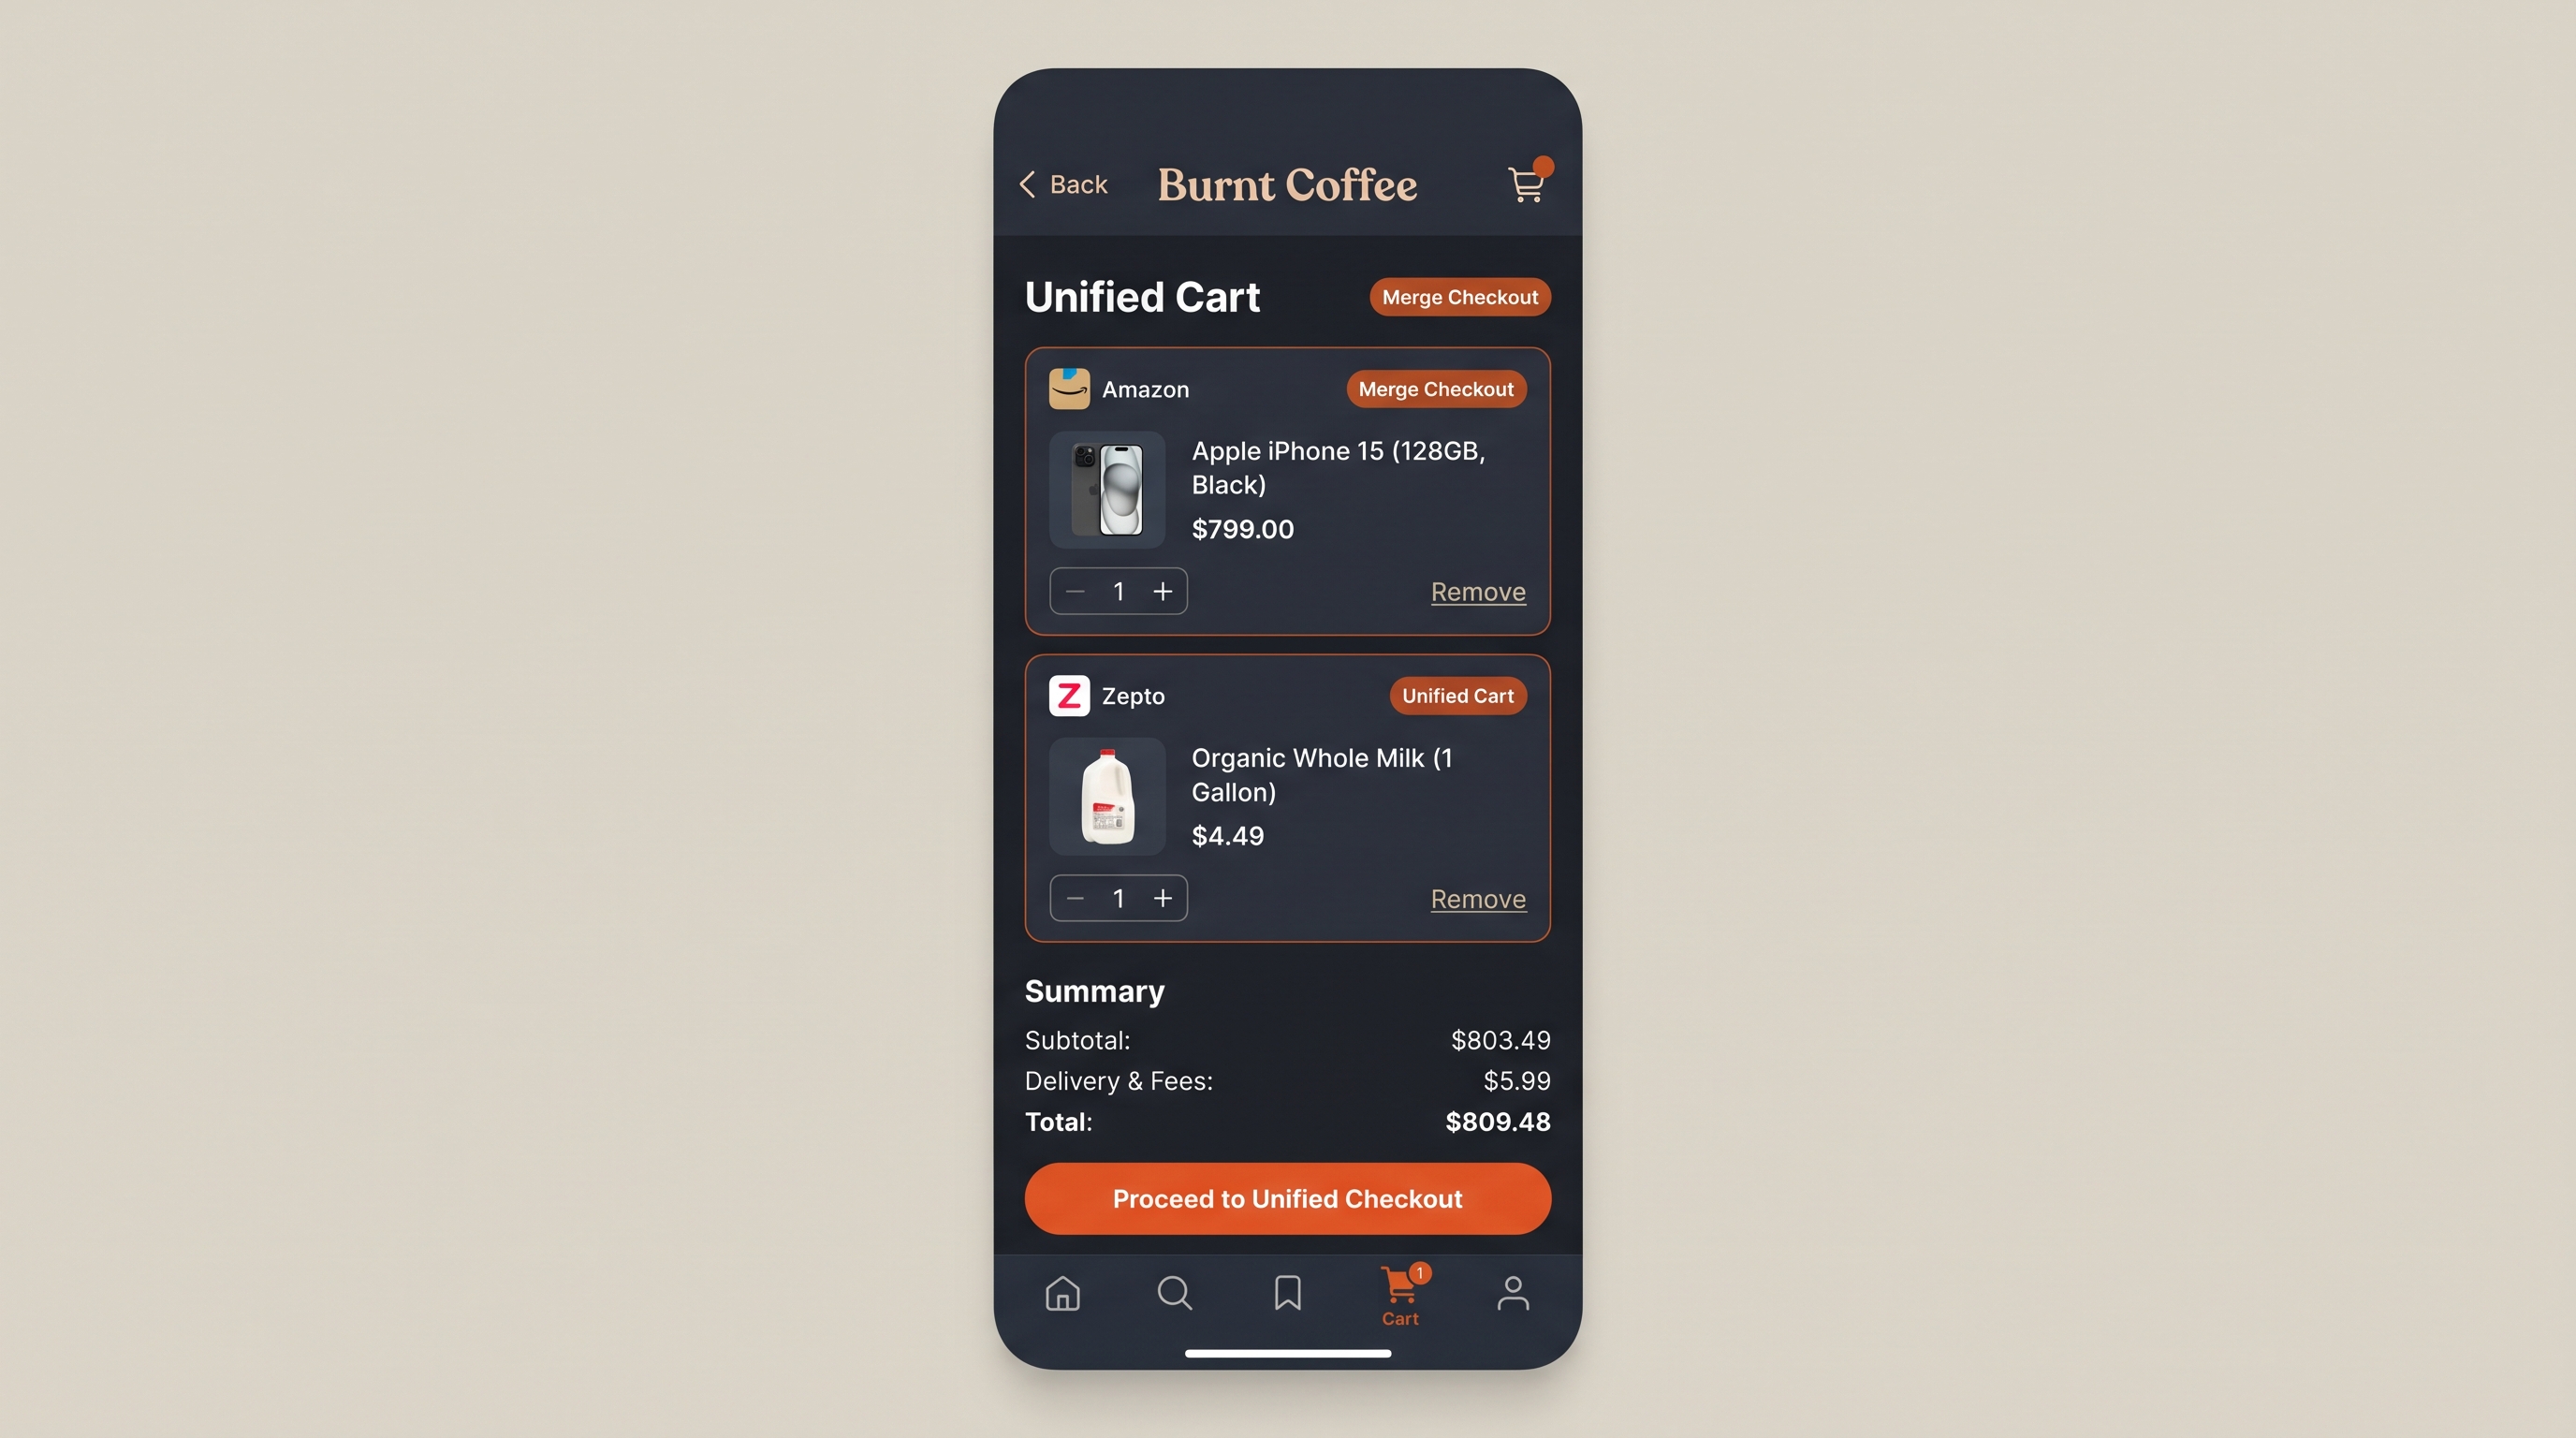 Back
Burnt Coffee
Unified Cart
Merge Checkout
Amazon
Merge Checkout
Apple iPhone 15 (128GB,
Black)
$799.00
1
Remove
Z
Zepto
Unified Cart
Organic Whole Milk (1
Gallon)
$4.49
1
Remove
Summary
Subtotal: $803.49
Delivery & Fees: $5.99
Total: $809.48
Proceed to Unified Checkout
1
Cart